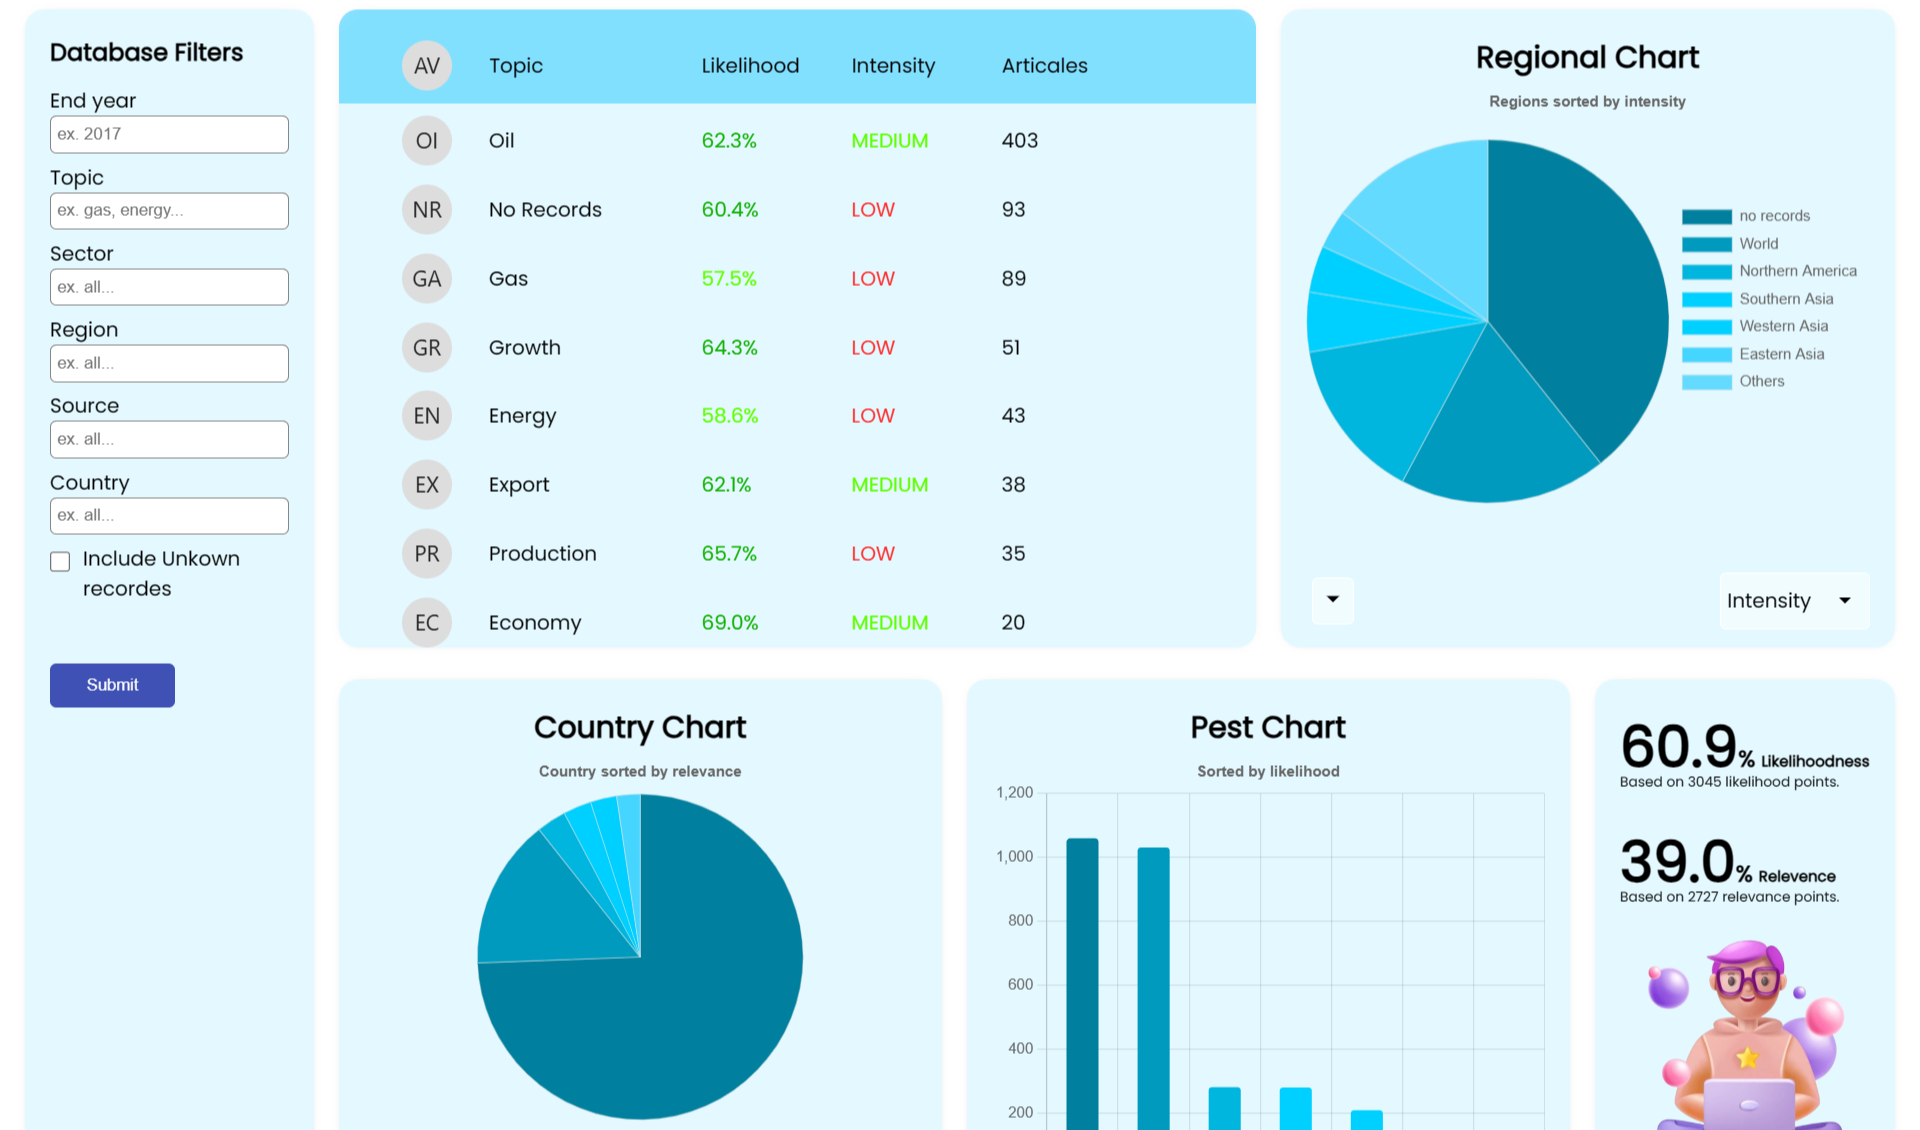 Database Filters
End year
ex. 2017
Topic
ex. gas, energy...
Sector
ex. all...
Region
ex. all...
Source
ex. all...
Country
ex. all...
Include Unkown
recordes
Submit
AV Topic Likelihood Intensity Articales
OI Oil 62.3% MEDIUM 403
NR No Records 60.4% LOW 93
GA Gas 57.5% LOW 89
GR Growth 64.3% LOW 51
EN Energy 58.6% LOW 43
EX Export 62.1% MEDIUM 38
PR Production 65.7% LOW 35
EC Economy 69.0% MEDIUM 20
Regional Chart
Regions sorted by intensity
no records
World
Northern America
Southern Asia
Western Asia
Eastern Asia
Others
Intensity
Country Chart
Country sorted by relevance
Pest Chart
Sorted by likelihood
1,200
1,000
800
600
400
200
60.9% Likelihoodness
Based on 3045 likelihood points.
39.0% Relevence
Based on 2727 relevance points.